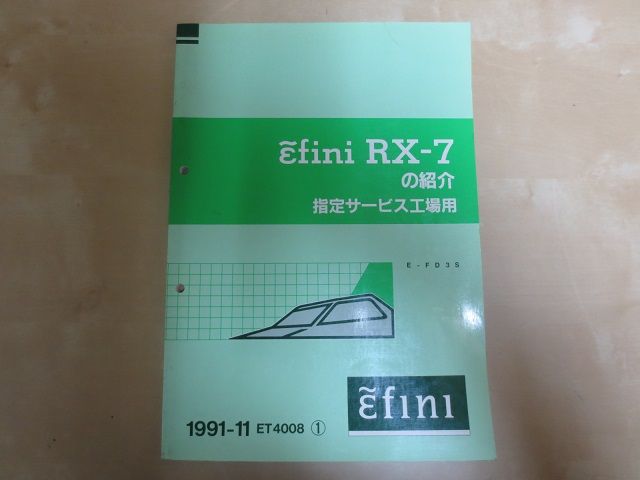 ε̃fini RX-7
の紹介
指定サービス工場用
E-FD3S
ε̃fini
1991-11 ET4008 ①